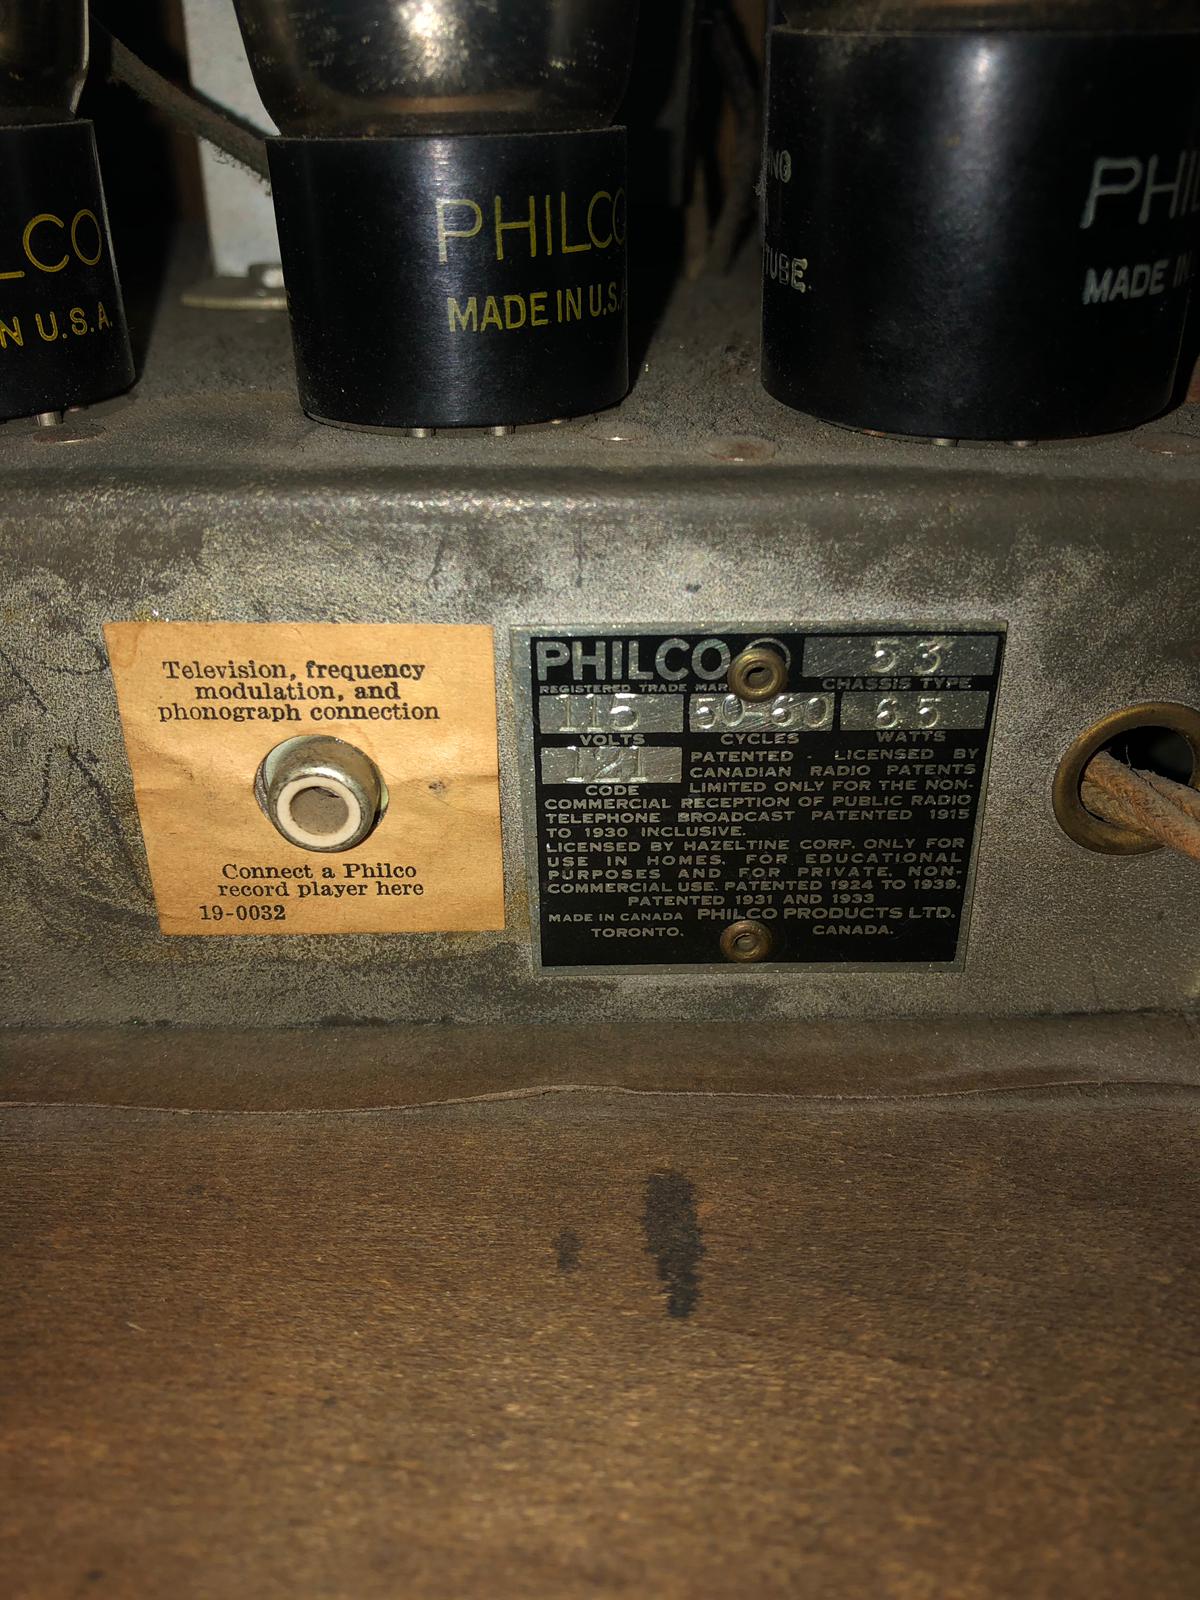 LCO
N U.S.A.
PHILCO
MADE IN U.S.A
TUBE
PHI
MADE IN
Television, frequency
modulation, and
phonograph connection
Connect a Philco
record player here
19-0032
PHILCO
53
REGISTERED TRADE MAR
CHASSIS TYPE
115 50-60 65
VOLTS CYCLES WATTS
121
CODE
PATENTED - LICENSED BY
CANADIAN RADIO PATENTS
LIMITED ONLY FOR THE NON-
COMMERCIAL RECEPTION OF PUBLIC RADIO
TELEPHONE BROADCAST PATENTED 1915
TO 1930 INCLUSIVE.
LICENSED BY HAZELTINE CORP. ONLY FOR
USE IN HOMES, FOR EDUCATIONAL
PURPOSES AND FOR PRIVATE, NON-
COMMERCIAL USE. PATENTED 1924 TO 1939.
PATENTED 1931 AND 1933
MADE IN CANADA PHILCO PRODUCTS LTD.
TORONTO, CANADA.